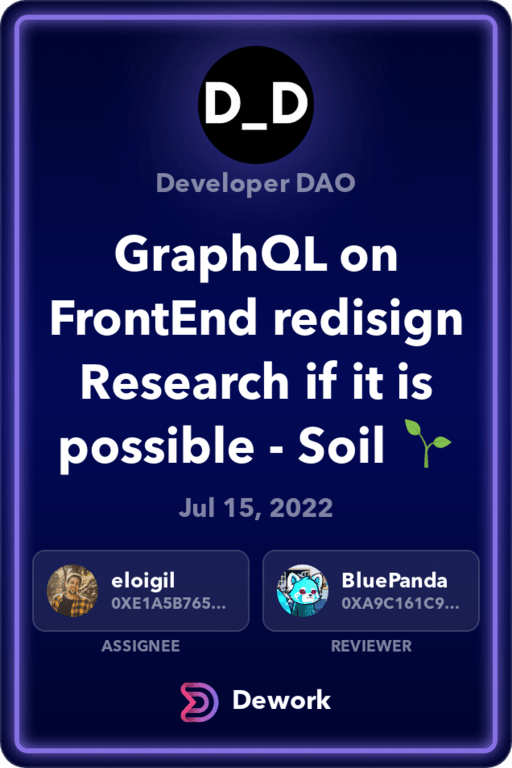 D_D
Developer DAO
GraphQL on
FrontEnd redisign
Research if it is
possible - Soil 🌱
Jul 15, 2022
eloigil
0XE1A5B765...
ASSIGNEE
BluePanda
0XA9C161C9...
REVIEWER
Dework